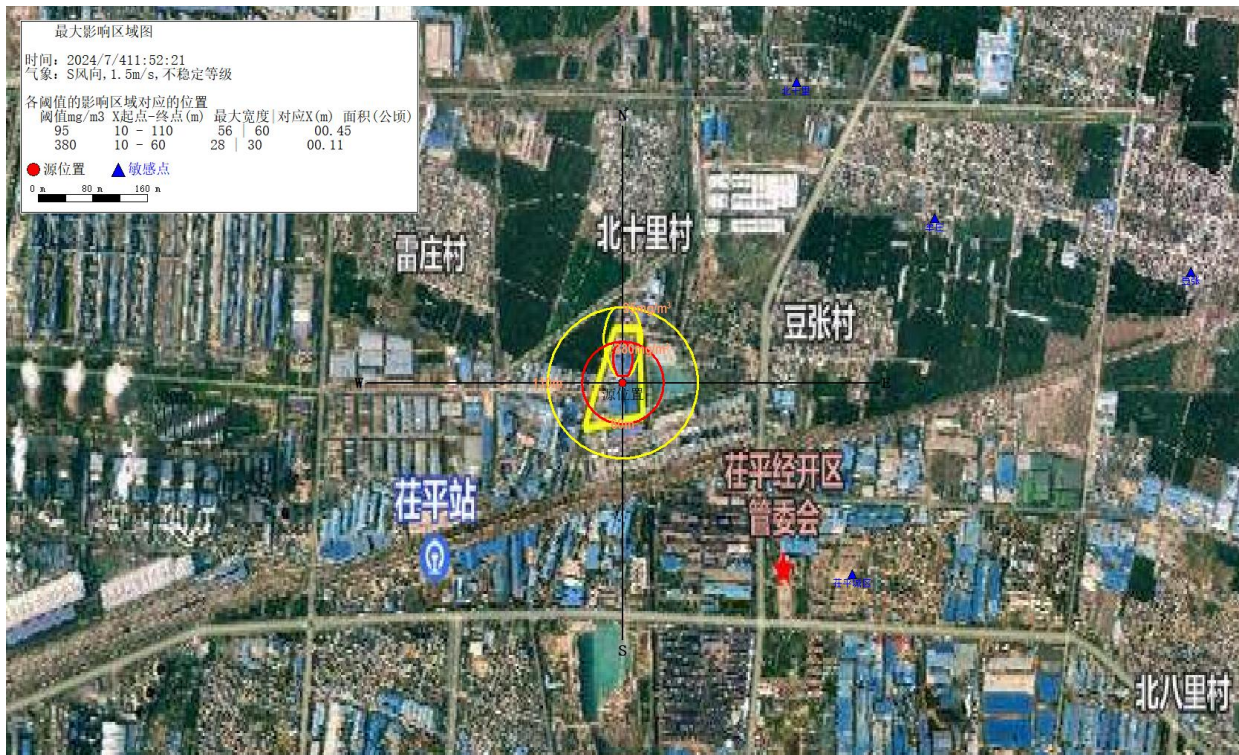 最大影响区域图
时间：2024/7/411:52:21
气象：S风向,1.5m/s,不稳定等级
各阈值的影响区域对应的位置
阈值mg/m3 X起点-终点(m) 最大宽度|对应X(m) 面积(公顷)
95 10 - 110 56 | 60 00.45
380 10 - 60 28 | 30 00.11
源位置 敏感点
0 m 80 m 160 m
北十里
N
雷庄村
北十里村
豆张村
W
源位置
茌平站
茌平经开区
管委会
S
北八里村